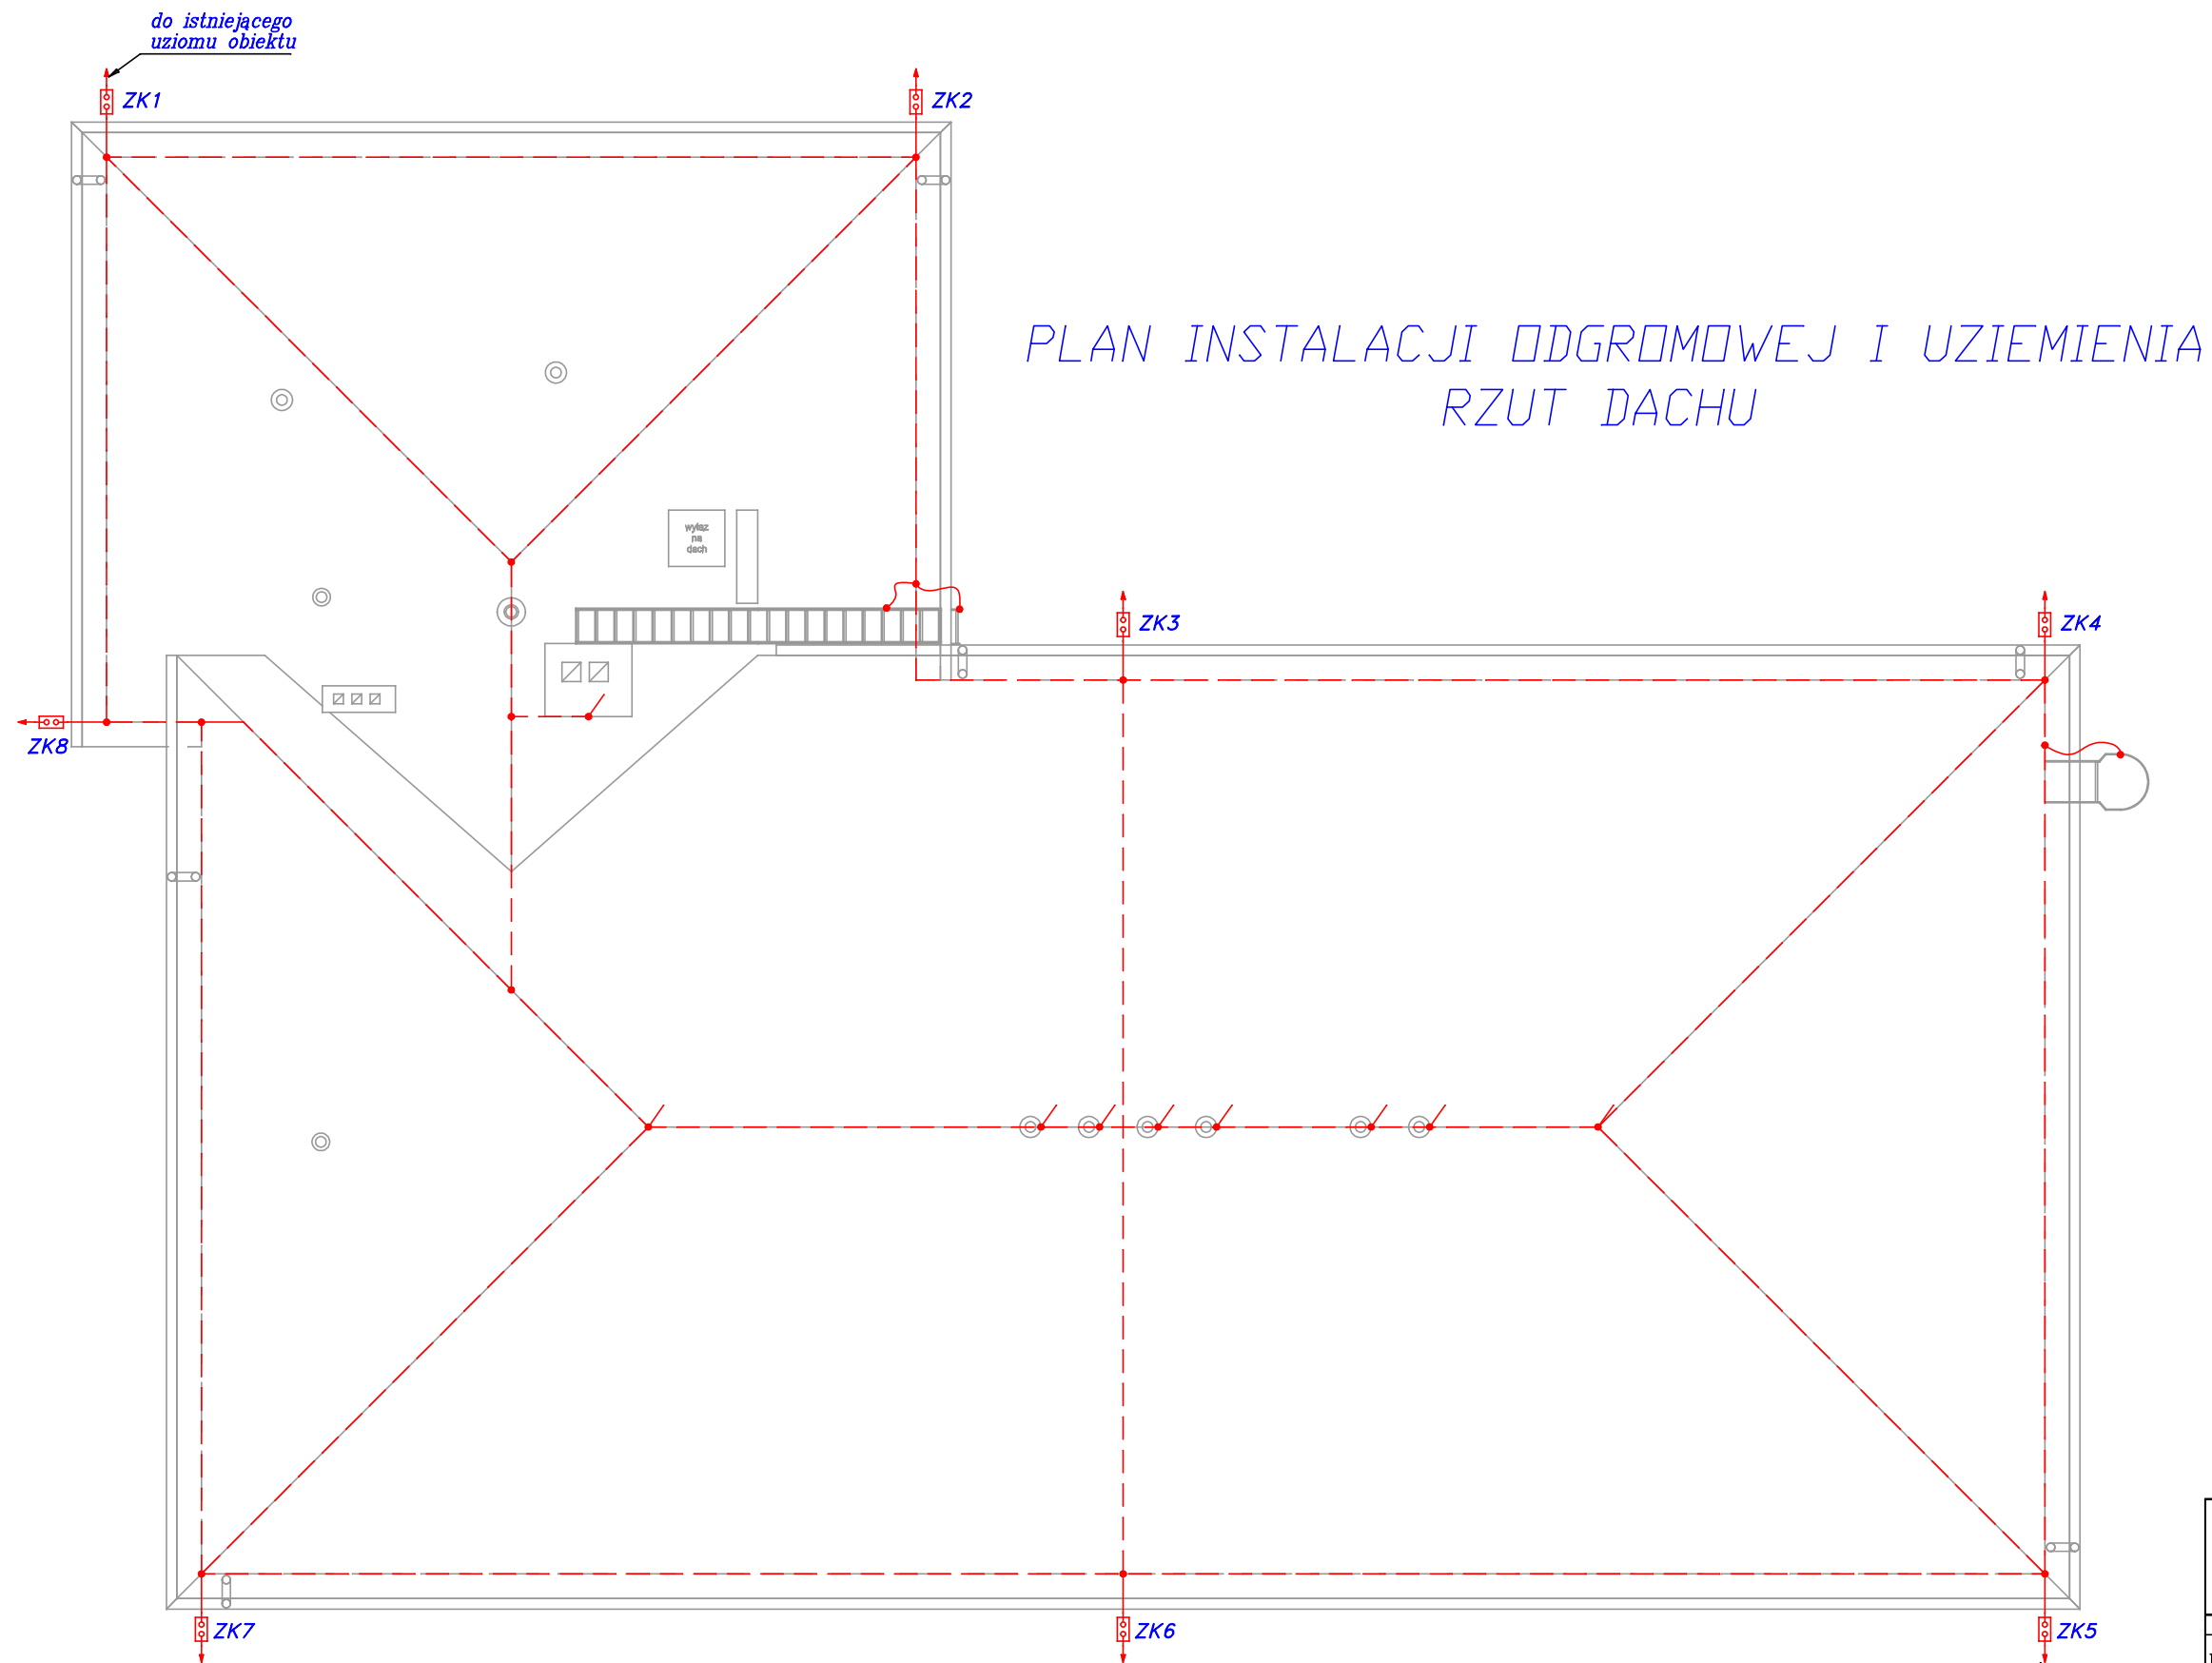 do istniejącego
uziomu obiektu
ZK1
ZK2
PLAN INSTALACJI ODGROMOWEJ I UZIEMIENIA
RZUT DACHU
wyłaz
na
dach
ZK3
ZK4
ZK8
ZK7
ZK6
ZK5